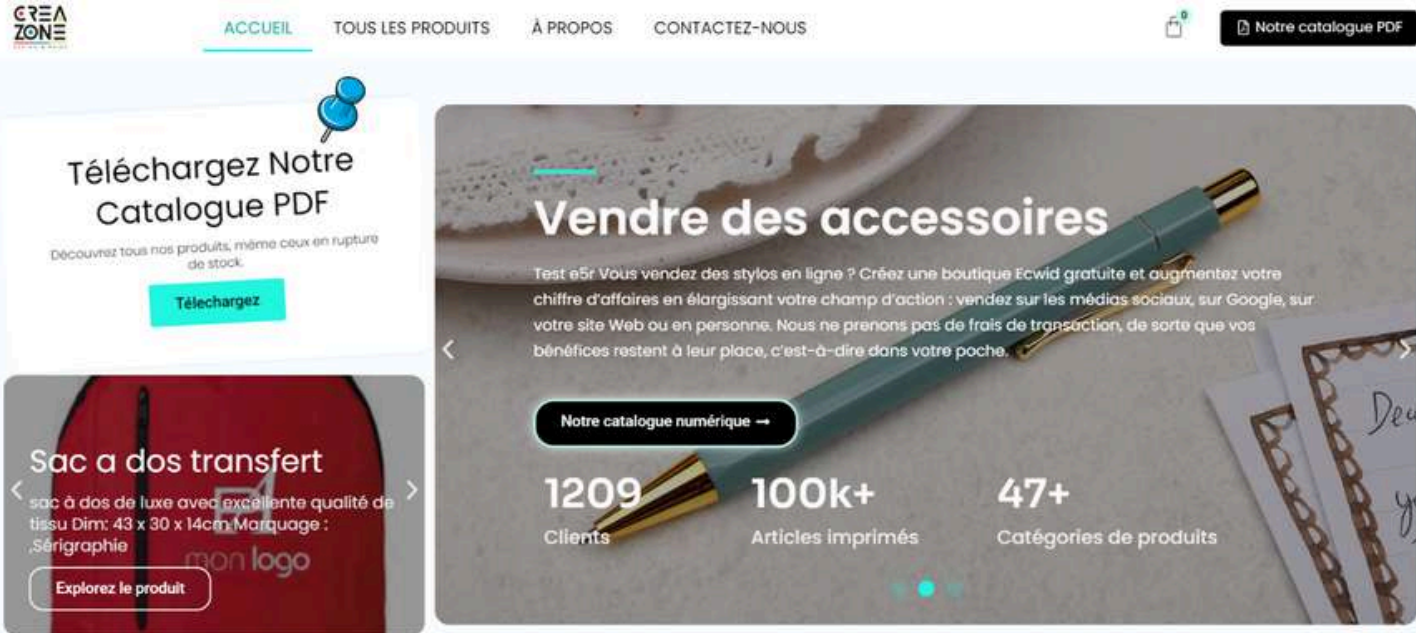 CREA
ZONE
ACCUEIL
TOUS LES PRODUITS
À PROPOS
CONTACTEZ-NOUS
0
Notre catalogue PDF
Téléchargez Notre
Catalogue PDF
Découvrez tous nos produits, même ceux en rupture
de stock.
Télechargez
Sac a dos transfert
sac à dos de luxe avec excellente qualité de
tissu Dim: 43 x 30 x 14cm Marquage :
,Sérigraphie
mon logo
Explorez le produit
Vendre des accessoires
Test e5r Vous vendez des stylos en ligne ? Créez une boutique Ecwid gratuite et augmentez votre
chiffre d'affaires en élargissant votre champ d'action : vendez sur les médias sociaux, sur Google, sur
votre site Web ou en personne. Nous ne prenons pas de frais de transaction, de sorte que vos
bénéfices restent à leur place, c'est-à-dire dans votre poche.
Notre catalogue numérique →
1209
Clients
100k+
Articles imprimés
47+
Catégories de produits